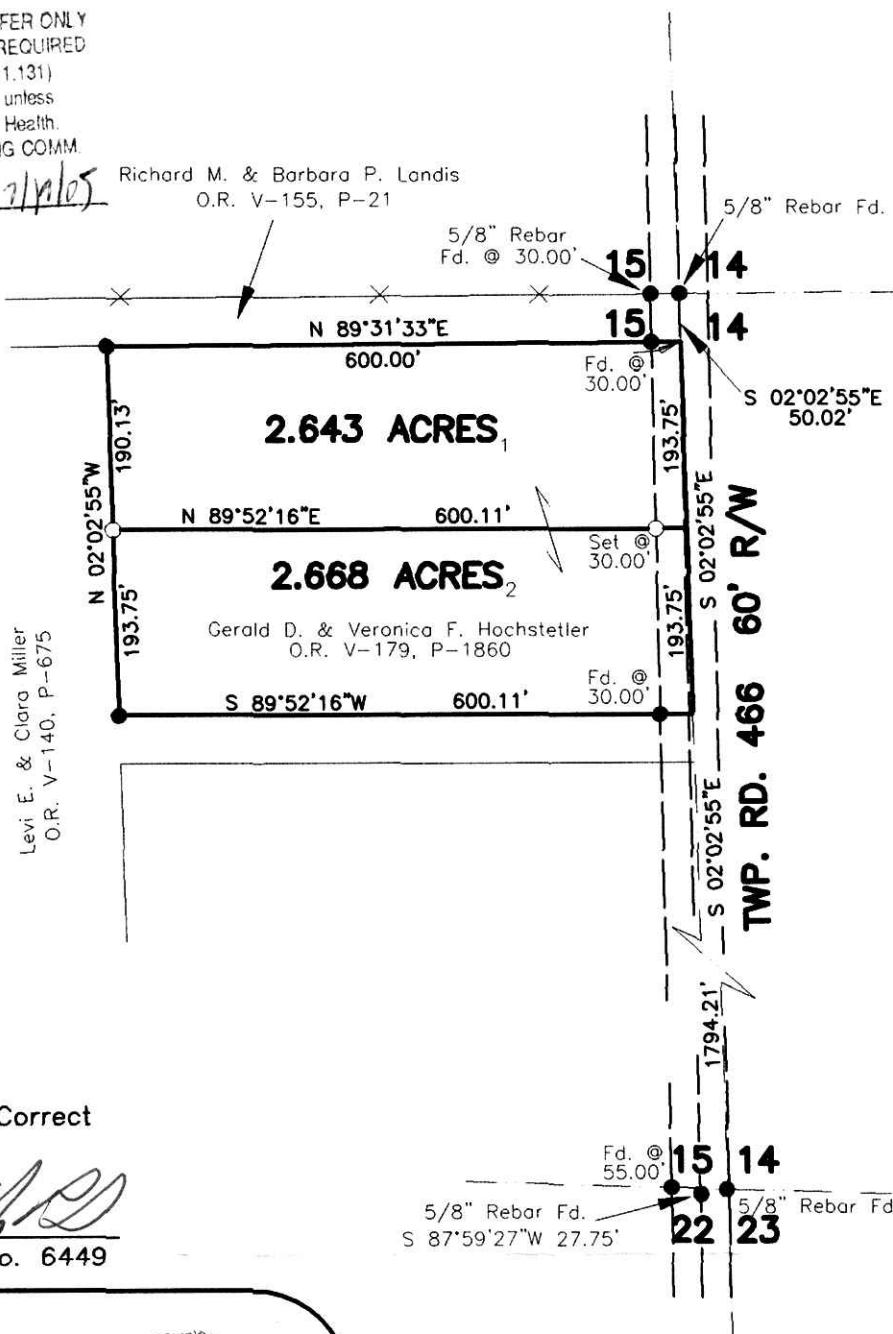 FER ONLY
REQUIRED
1.131)
unless
Health.
G COMM.
Richard M. & Barbara P. Landis
O.R. V-155, P-21
5/8" Rebar
Fd. @ 30.00'
5/8" Rebar Fd.
15 14
15 14
N 89°31'33"E
600.00'
Fd. @
30.00'
S 02°02'55"E
50.02'
190.13'
2.643 ACRES1
193.75'
N 02°02'55"W
N 89°52'16"E 600.11'
Set @
30.00'
S 02°02'55"E
2.668 ACRES2
193.75'
193.75'
Gerald D. & Veronica F. Hochstetler
O.R. V-179, P-1860
Fd. @
30.00'
S 89°52'16"W 600.11'
Levi E. & Clara Miller
O.R. V-140, P-675
TWP. RD. 466 60' R/W
S 02°02'55"E
1794.21'
Correct
o. 6449
Fd. @
55.00'
15 14
5/8" Rebar Fd.
5/8" Rebar Fd
S 87°59'27"W 27.75'
22 23